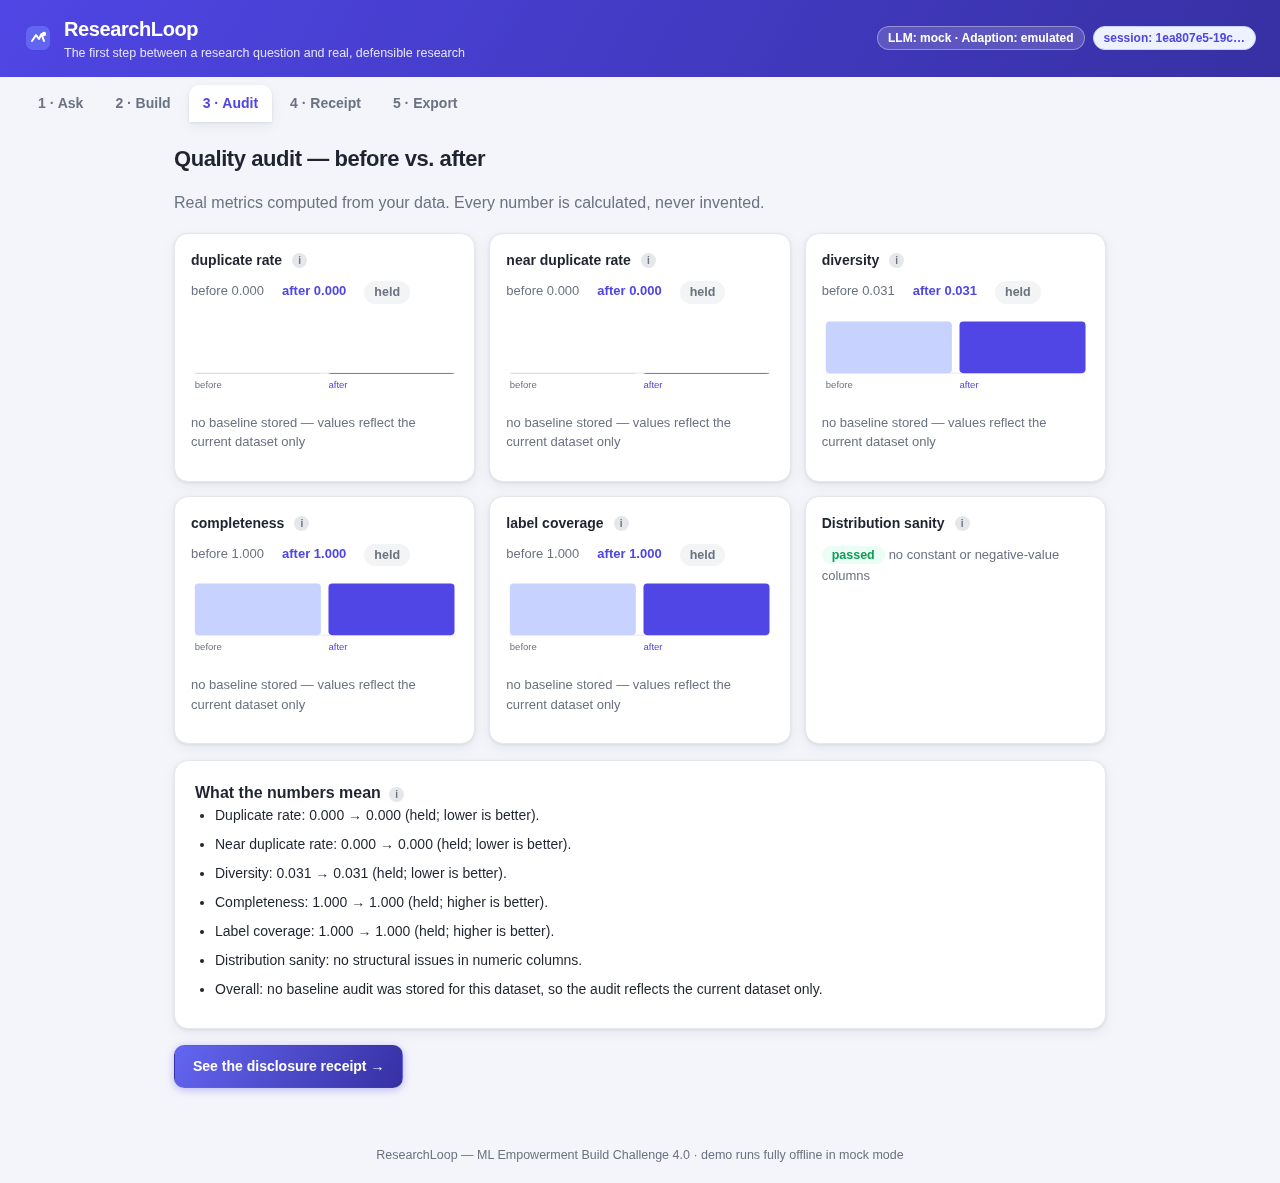 ResearchLoop
The first step between a research question and real, defensible research
LLM: mock · Adaption: emulated
session: 1ea807e5-19c…
1 · Ask
2 · Build
3 · Audit
4 · Receipt
5 · Export
Quality audit — before vs. after
Real metrics computed from your data. Every number is calculated, never invented.
duplicate rate i
before 0.000 after 0.000 held
before after
no baseline stored — values reflect the
current dataset only
near duplicate rate i
before 0.000 after 0.000 held
before after
no baseline stored — values reflect the
current dataset only
diversity i
before 0.031 after 0.031 held
before after
no baseline stored — values reflect the
current dataset only
completeness i
before 1.000 after 1.000 held
before after
no baseline stored — values reflect the
current dataset only
label coverage i
before 1.000 after 1.000 held
before after
no baseline stored — values reflect the
current dataset only
Distribution sanity i
passed no constant or negative-value
columns
What the numbers mean i
• Duplicate rate: 0.000 → 0.000 (held; lower is better).
• Near duplicate rate: 0.000 → 0.000 (held; lower is better).
• Diversity: 0.031 → 0.031 (held; lower is better).
• Completeness: 1.000 → 1.000 (held; higher is better).
• Label coverage: 1.000 → 1.000 (held; higher is better).
• Distribution sanity: no structural issues in numeric columns.
• Overall: no baseline audit was stored for this dataset, so the audit reflects the current dataset only.
See the disclosure receipt →
ResearchLoop — ML Empowerment Build Challenge 4.0 · demo runs fully offline in mock mode